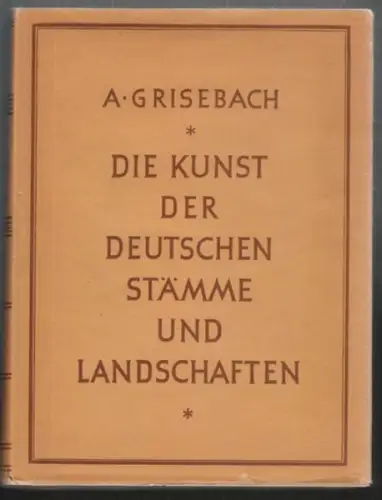 A·GRISEBACH
*
DIE KUNST
DER
DEUTSCHEN
STÄMME
UND
LANDSCHAFTEN
*